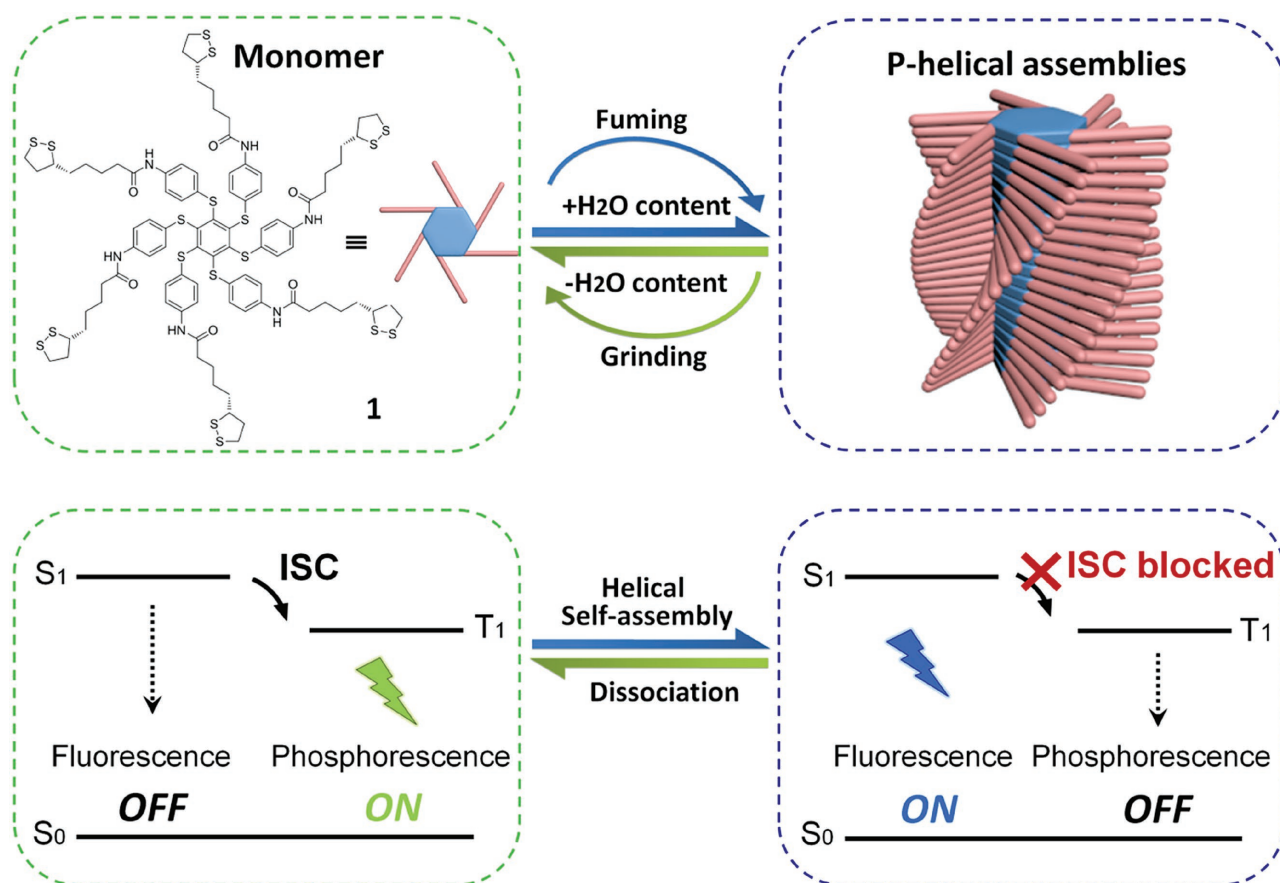 Monomer
S
S
O
N
H
S
S
O
H
N
S
S
O
NH
S
S
S
S
S
S
HN
O
S
S
HN
O
S
S
N
H
O
S
S
1
≡
Fuming
+H2O content
-H2O content
Grinding
P-helical assemblies
S1
ISC
T1
Fluorescence
Phosphorescence
OFF
ON
S0
Helical
Self-assembly
Dissociation
S1
ISC blocked
T1
Fluorescence
Phosphorescence
ON
OFF
S0